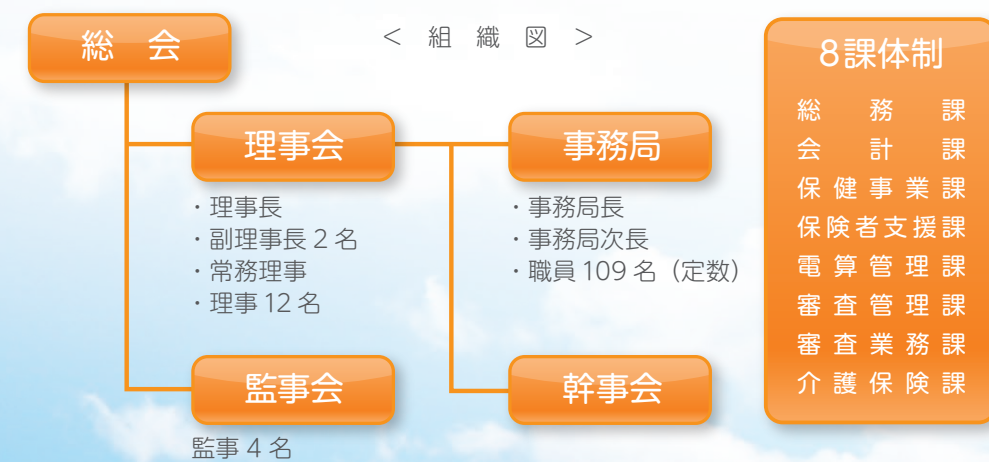 < 組 織 図 >
総 会
理事会
・理事長
・副理事長 2 名
・常務理事
・理事 12 名
監事会
監事 4 名
事務局
・事務局長
・事務局次長
・職員 109 名（定数）
幹事会
8課体制
総務課
会計課
保健事業課
保険者支援課
電算管理課
審査管理課
審査業務課
介護保険課